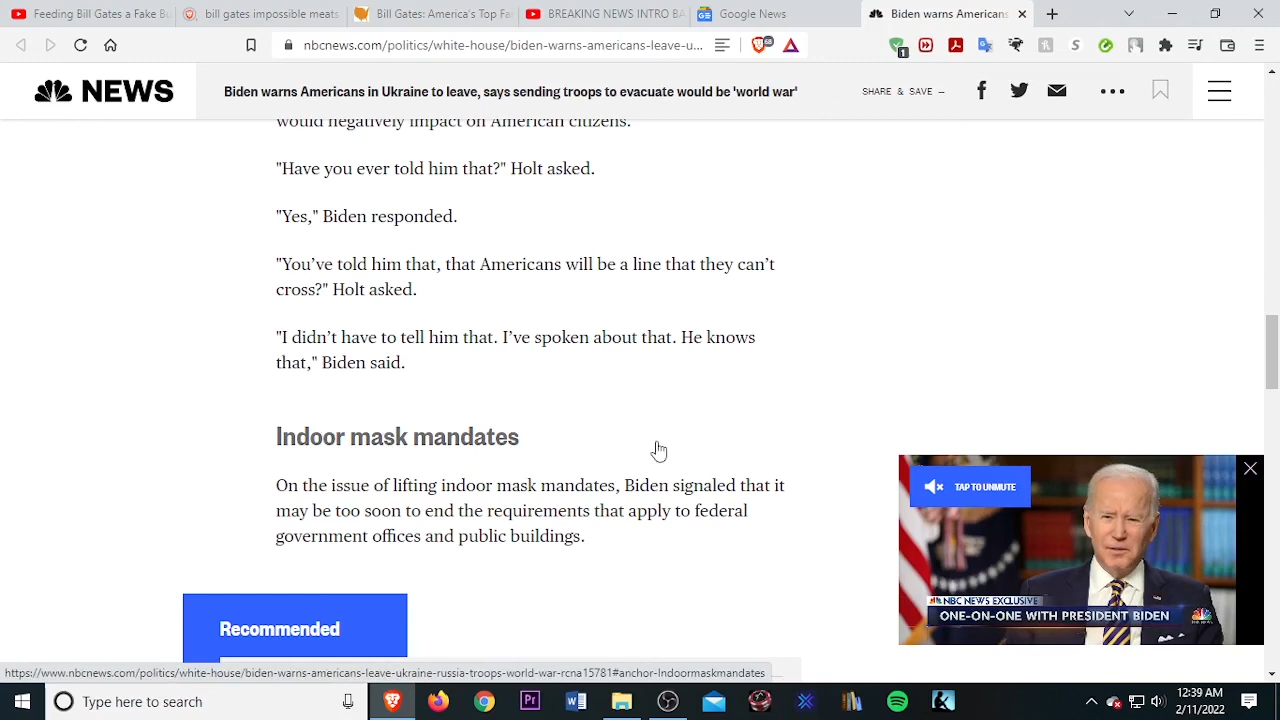 Feeding Bill Gates a Fake Bu
bill gates impossible meats
Bill Gates: America's Top Fa
BREAKING NEWS INTRO BA
Google News
Biden warns Americans
nbcnews.com/politics/white-house/biden-warns-americans-leave-u...
NEWS
Biden warns Americans in Ukraine to leave, says sending troops to evacuate would be 'world war'
SHARE & SAVE —
would negatively impact on American citizens.
"Have you ever told him that?" Holt asked.
"Yes," Biden responded.
"You’ve told him that, that Americans will be a line that they can’t
cross?" Holt asked.
"I didn’t have to tell him that. I’ve spoken about that. He knows
that," Biden said.
Indoor mask mandates
On the issue of lifting indoor mask mandates, Biden signaled that it
may be too soon to end the requirements that apply to federal
government offices and public buildings.
TAP TO UNMUTE
NBC NEWS EXCLUSIVE
ONE-ON-ONE WITH PRESIDENT BIDEN
Recommended
https://www.nbcnews.com/politics/white-house/biden-warns-americans-leave-ukraine-russia-troops-world-war-rcna15781#anchor-Indoormaskmandates
Type here to search
12:39 AM
2/11/2022